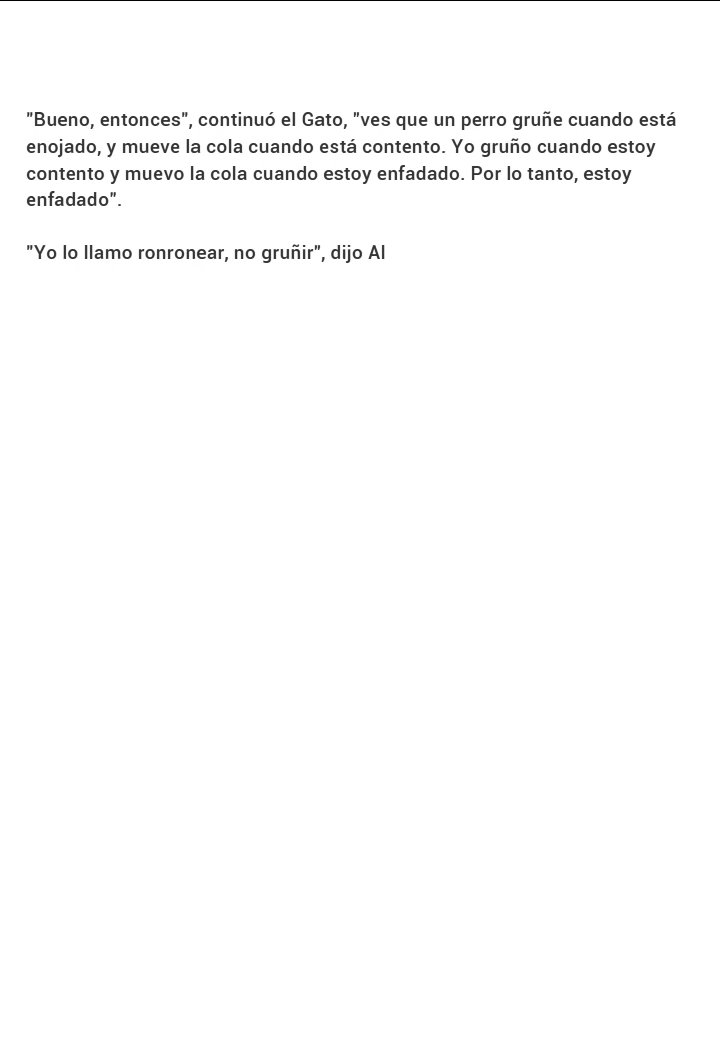 "Bueno, entonces", continuó el Gato, "ves que un perro gruñe cuando está
enojado, y mueve la cola cuando está contento. Yo gruño cuando estoy
contento y muevo la cola cuando estoy enfadado. Por lo tanto, estoy
enfadado".
"Yo lo llamo ronronear, no gruñir", dijo Al